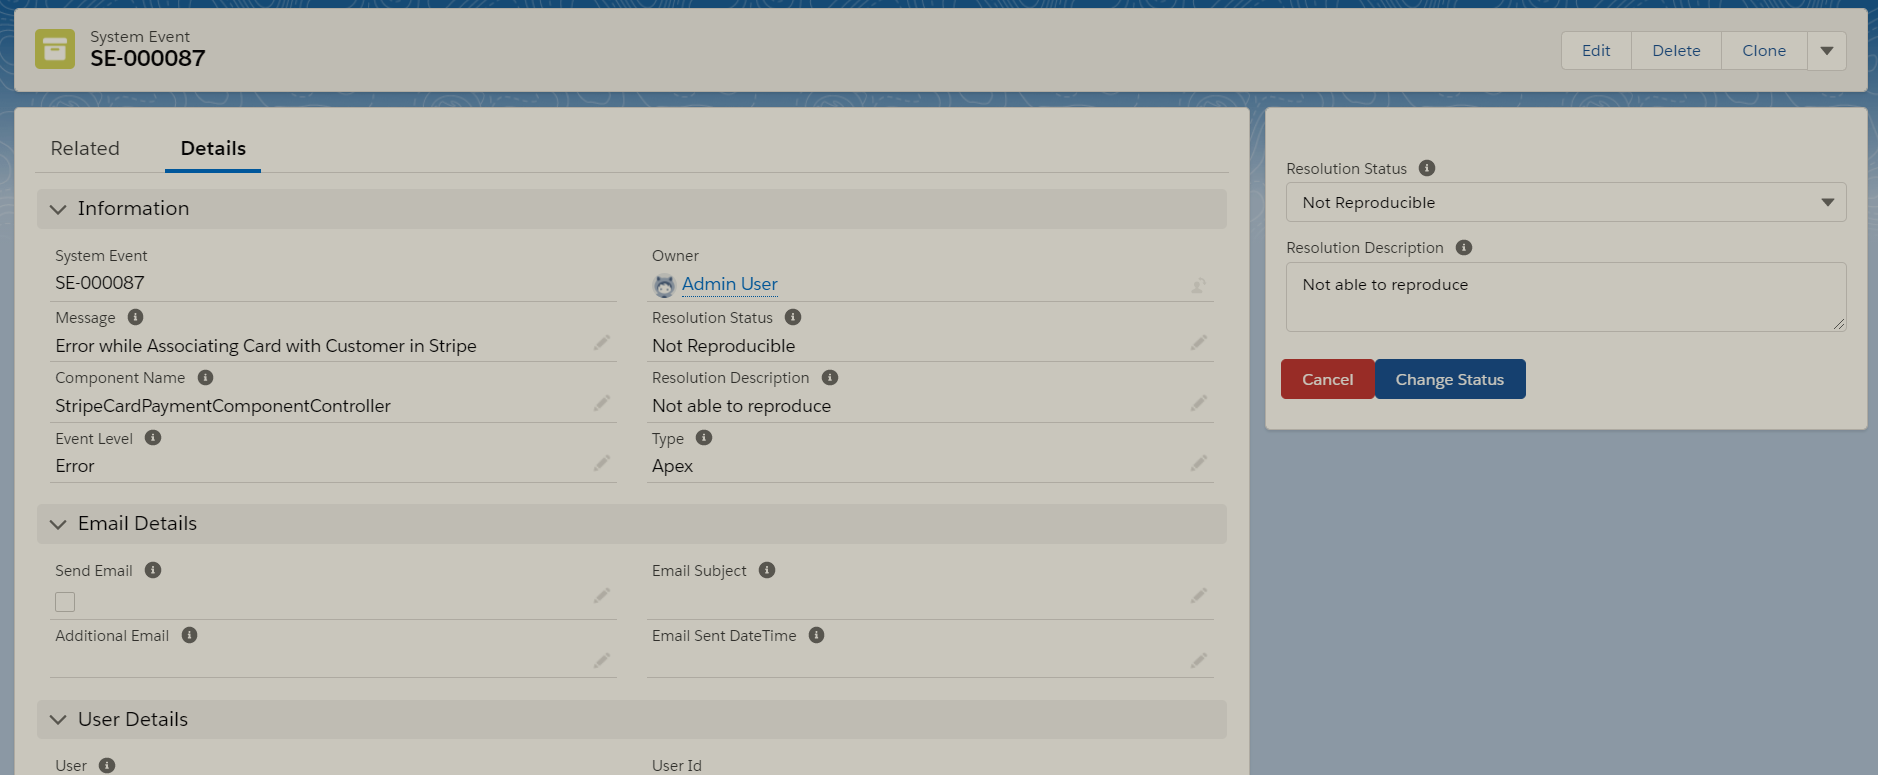 System Event
SE-000087
Edit
Delete
Clone
Related
Details
Information
System Event
SE-000087
Owner
Admin User
Message
Error while Associating Card with Customer in Stripe
Resolution Status
Not Reproducible
Component Name
StripeCardPaymentComponentController
Resolution Description
Not able to reproduce
Event Level
Error
Type
Apex
Email Details
Send Email
Email Subject
Additional Email
Email Sent DateTime
User Details
User
User Id
Resolution Status
Not Reproducible
Resolution Description
Not able to reproduce
Cancel
Change Status